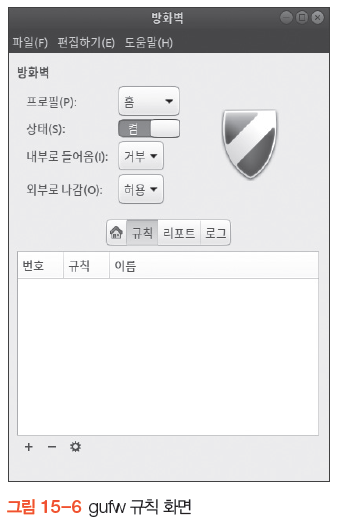 방화벽
파일(F) 편집하기(E) 도움말(H)
방화벽
프로필(P): 홈
상태(S): 켬
내부로 들어옴(I): 거부
외부로 나감(O): 허용
규칙 리포트 로그
번호 규칙 이름
그림 15-6 gufw 규칙 화면